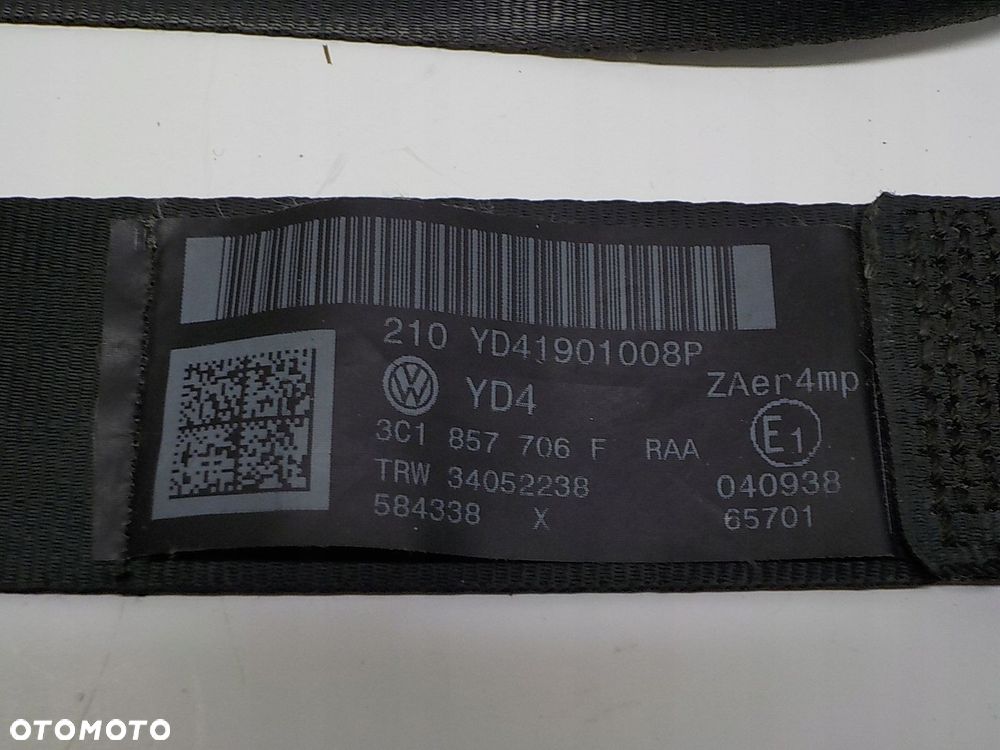 210 YD41901008P
YD4 ZAer4mp
3C1 857 706 F RAA E1
TRW 34052238 040938
584338 X 65701
OTOMOTO